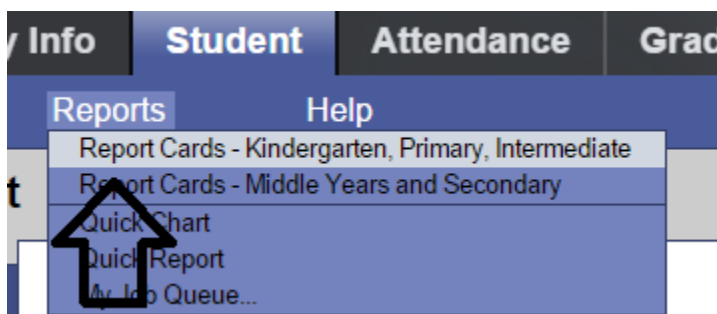 y Info Student Attendance Grad
Reports Help
Report Cards - Kindergarten, Primary, Intermediate
Report Cards - Middle Years and Secondary
t
Quick Chart
Quick Report
My Job Queue...